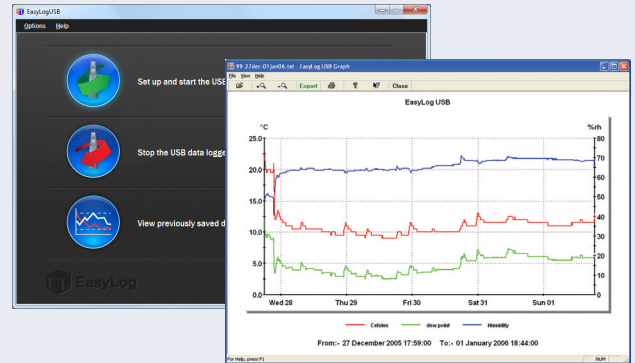 EasyLogUSB
Options Help
Set up and start the USB
Stop the USB data logge
View previously saved d
EasyLog
99-27dec-01jan06.txt - EasyLog USB Graph
File View Help
Export Close
EasyLog USB
°C %rh
25.0 80
70
20.0
60
15.0 50
40
10.0
30
5.0 20
10
0.0 0
Wed 28 Thu 29 Fri 30 Sat 31 Sun 01
Celsius dew point Humidity
From:- 27 December 2005 17:59:00 To:- 01 January 2006 18:44:00
For Help, press F1 NUM